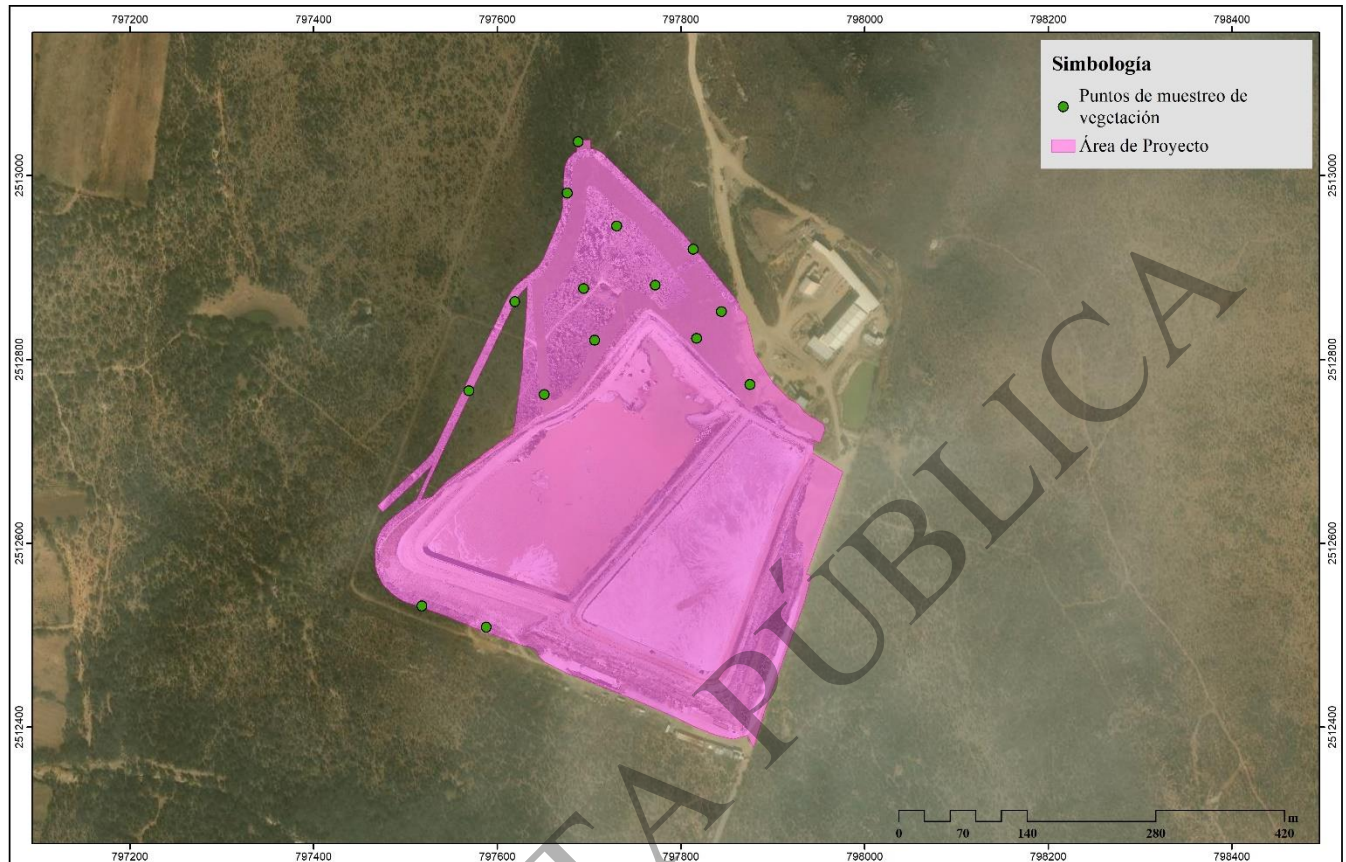 797200 797400 797600 797800 798000 798200 798400
Simbología
Puntos de muestreo de
vegetación
Área de Proyecto
2513000 2513000
2512800 2512800
2512600 2512600
2512400 2512400
TA PÚBLICA
m
0 70 140 280 420
797200 797400 797600 797800 798000 798200 798400